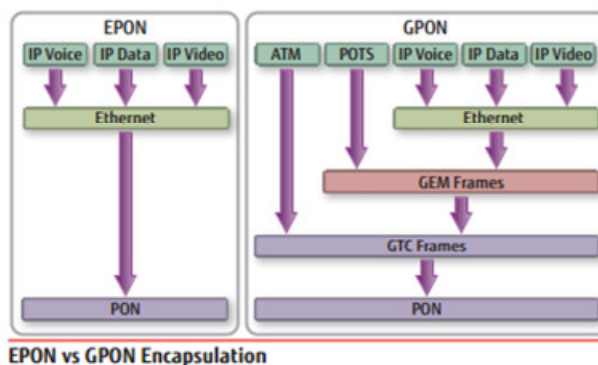 EPON
IP Voice IP Data IP Video
Ethernet
PON
GPON
ATM POTS IP Voice IP Data IP Video
Ethernet
GEM Frames
GTC Frames
PON
EPON vs GPON Encapsulation